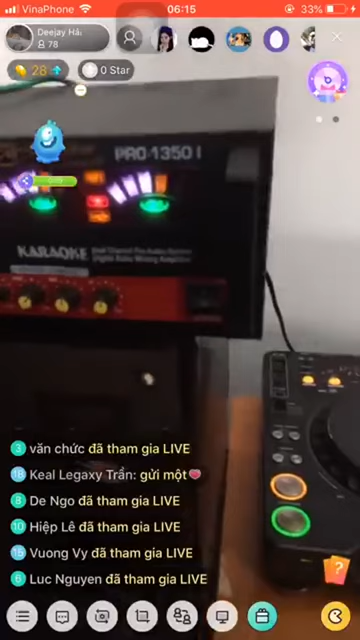 VinaPhone
06:15
33%
Deejay Hải
78
28
0 Star
PRO-1350 I
KARAOKE
3 văn chức đã tham gia LIVE
18 Keal Legaxy Trần: gửi một
8 De Ngo đã tham gia LIVE
10 Hiệp Lê đã tham gia LIVE
15 Vuong Vy đã tham gia LIVE
6 Luc Nguyen đã tham gia LIVE
?